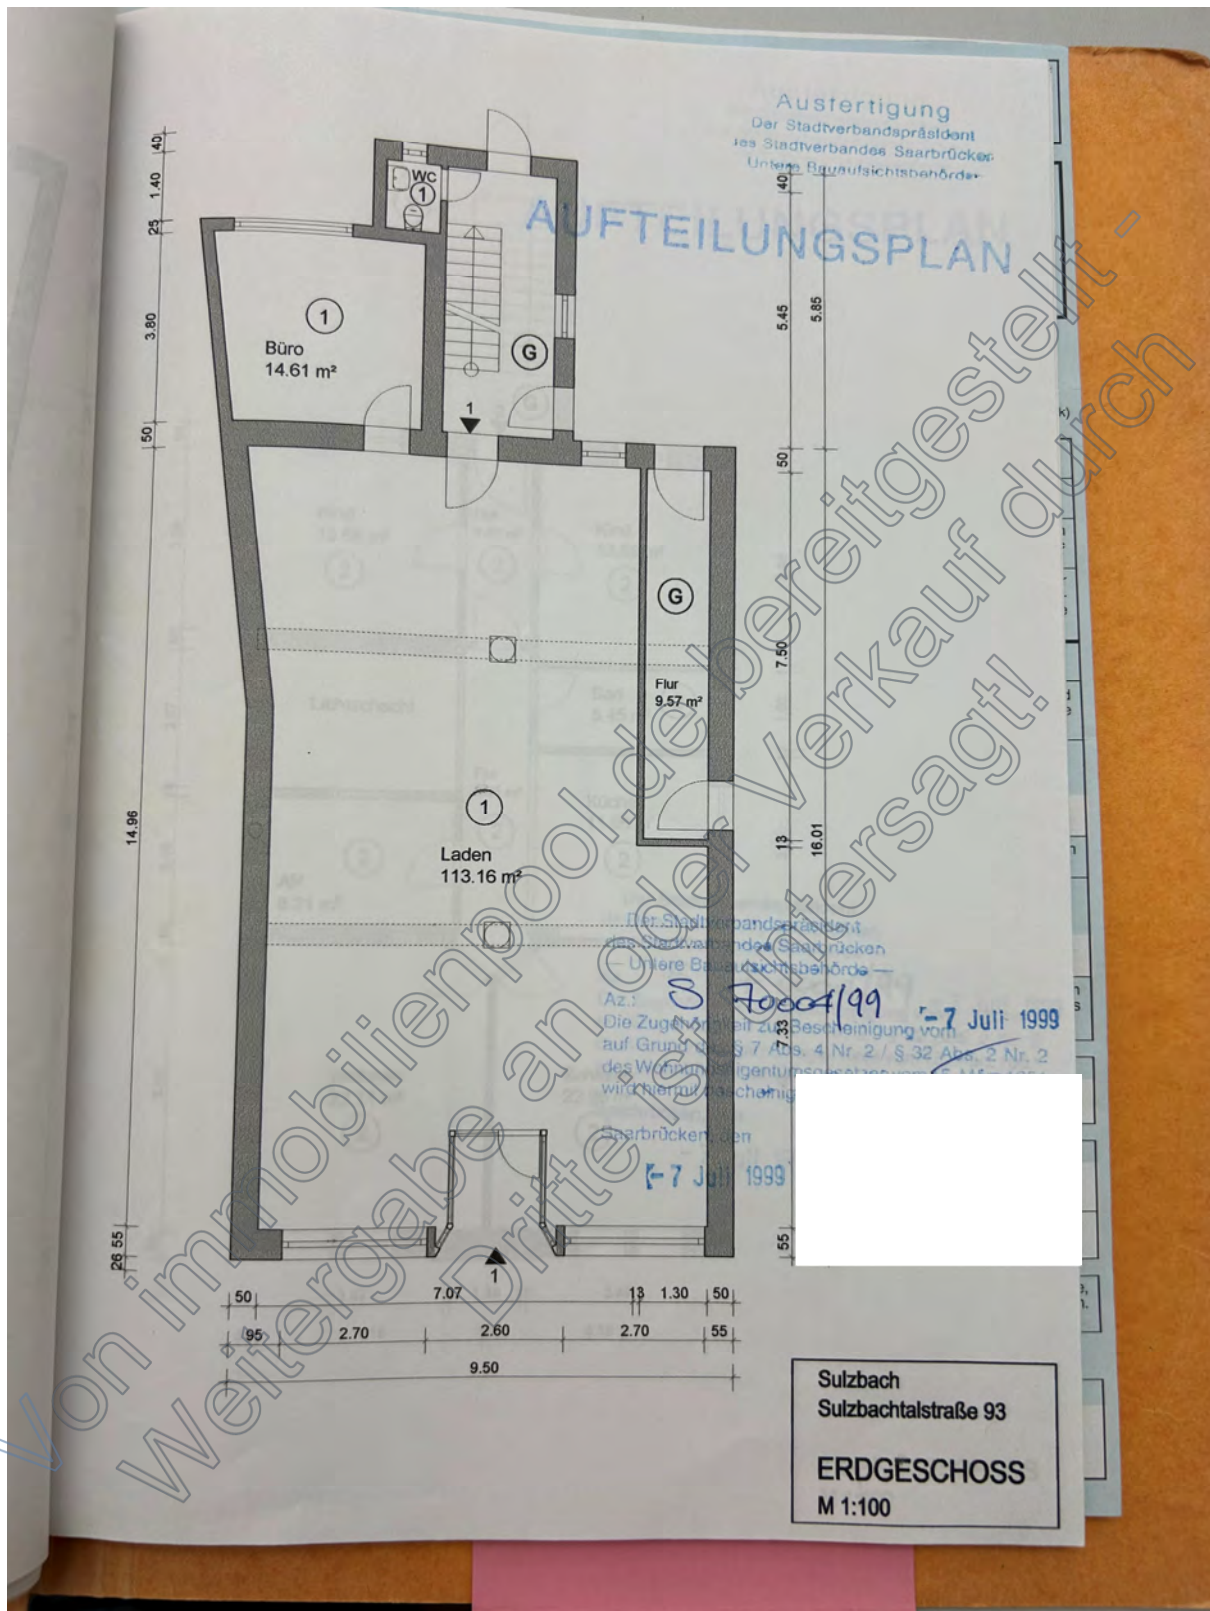 Ausfertigung
Der Stadtverbandspräsident
des Stadtverbandes Saarbrücken
Untere Bauaufsichtsbehörde
AUFTEILUNGSPLAN
40
1.40
25
3.80
50
14.96
55
26
40
5.45
5.85
50
7.50
13
16.01
7.33
55
WC
1
1
Büro
14.61 m²
G
1
G
Flur
9.57 m²
1
Laden
113.16 m²
Der Stadtverbandspräsident
des Stadtverbandes Saarbrücken
— Untere Bauaufsichtsbehörde —
Az.: S 70004/99
Die Zugehörigkeit zur Bescheinigung vom -7 Juli 1999
auf Grund des § 7 Abs. 4 Nr. 2 / § 32 Abs. 2 Nr. 2
des Wohnungseigentumsgesetzes vom
wird hiermit bescheinig
Saarbrücken, den
-7 Juli 1999
1
50 7.07 13 1.30 50
95 2.70 2.60 2.70 55
9.50
Sulzbach
Sulzbachtalstraße 93
ERDGESCHOSS
M 1:100
Von immobilienpool.de bereitgestellt -
Weitergabe an oder Verkauf durch
Dritte ist untersagt!